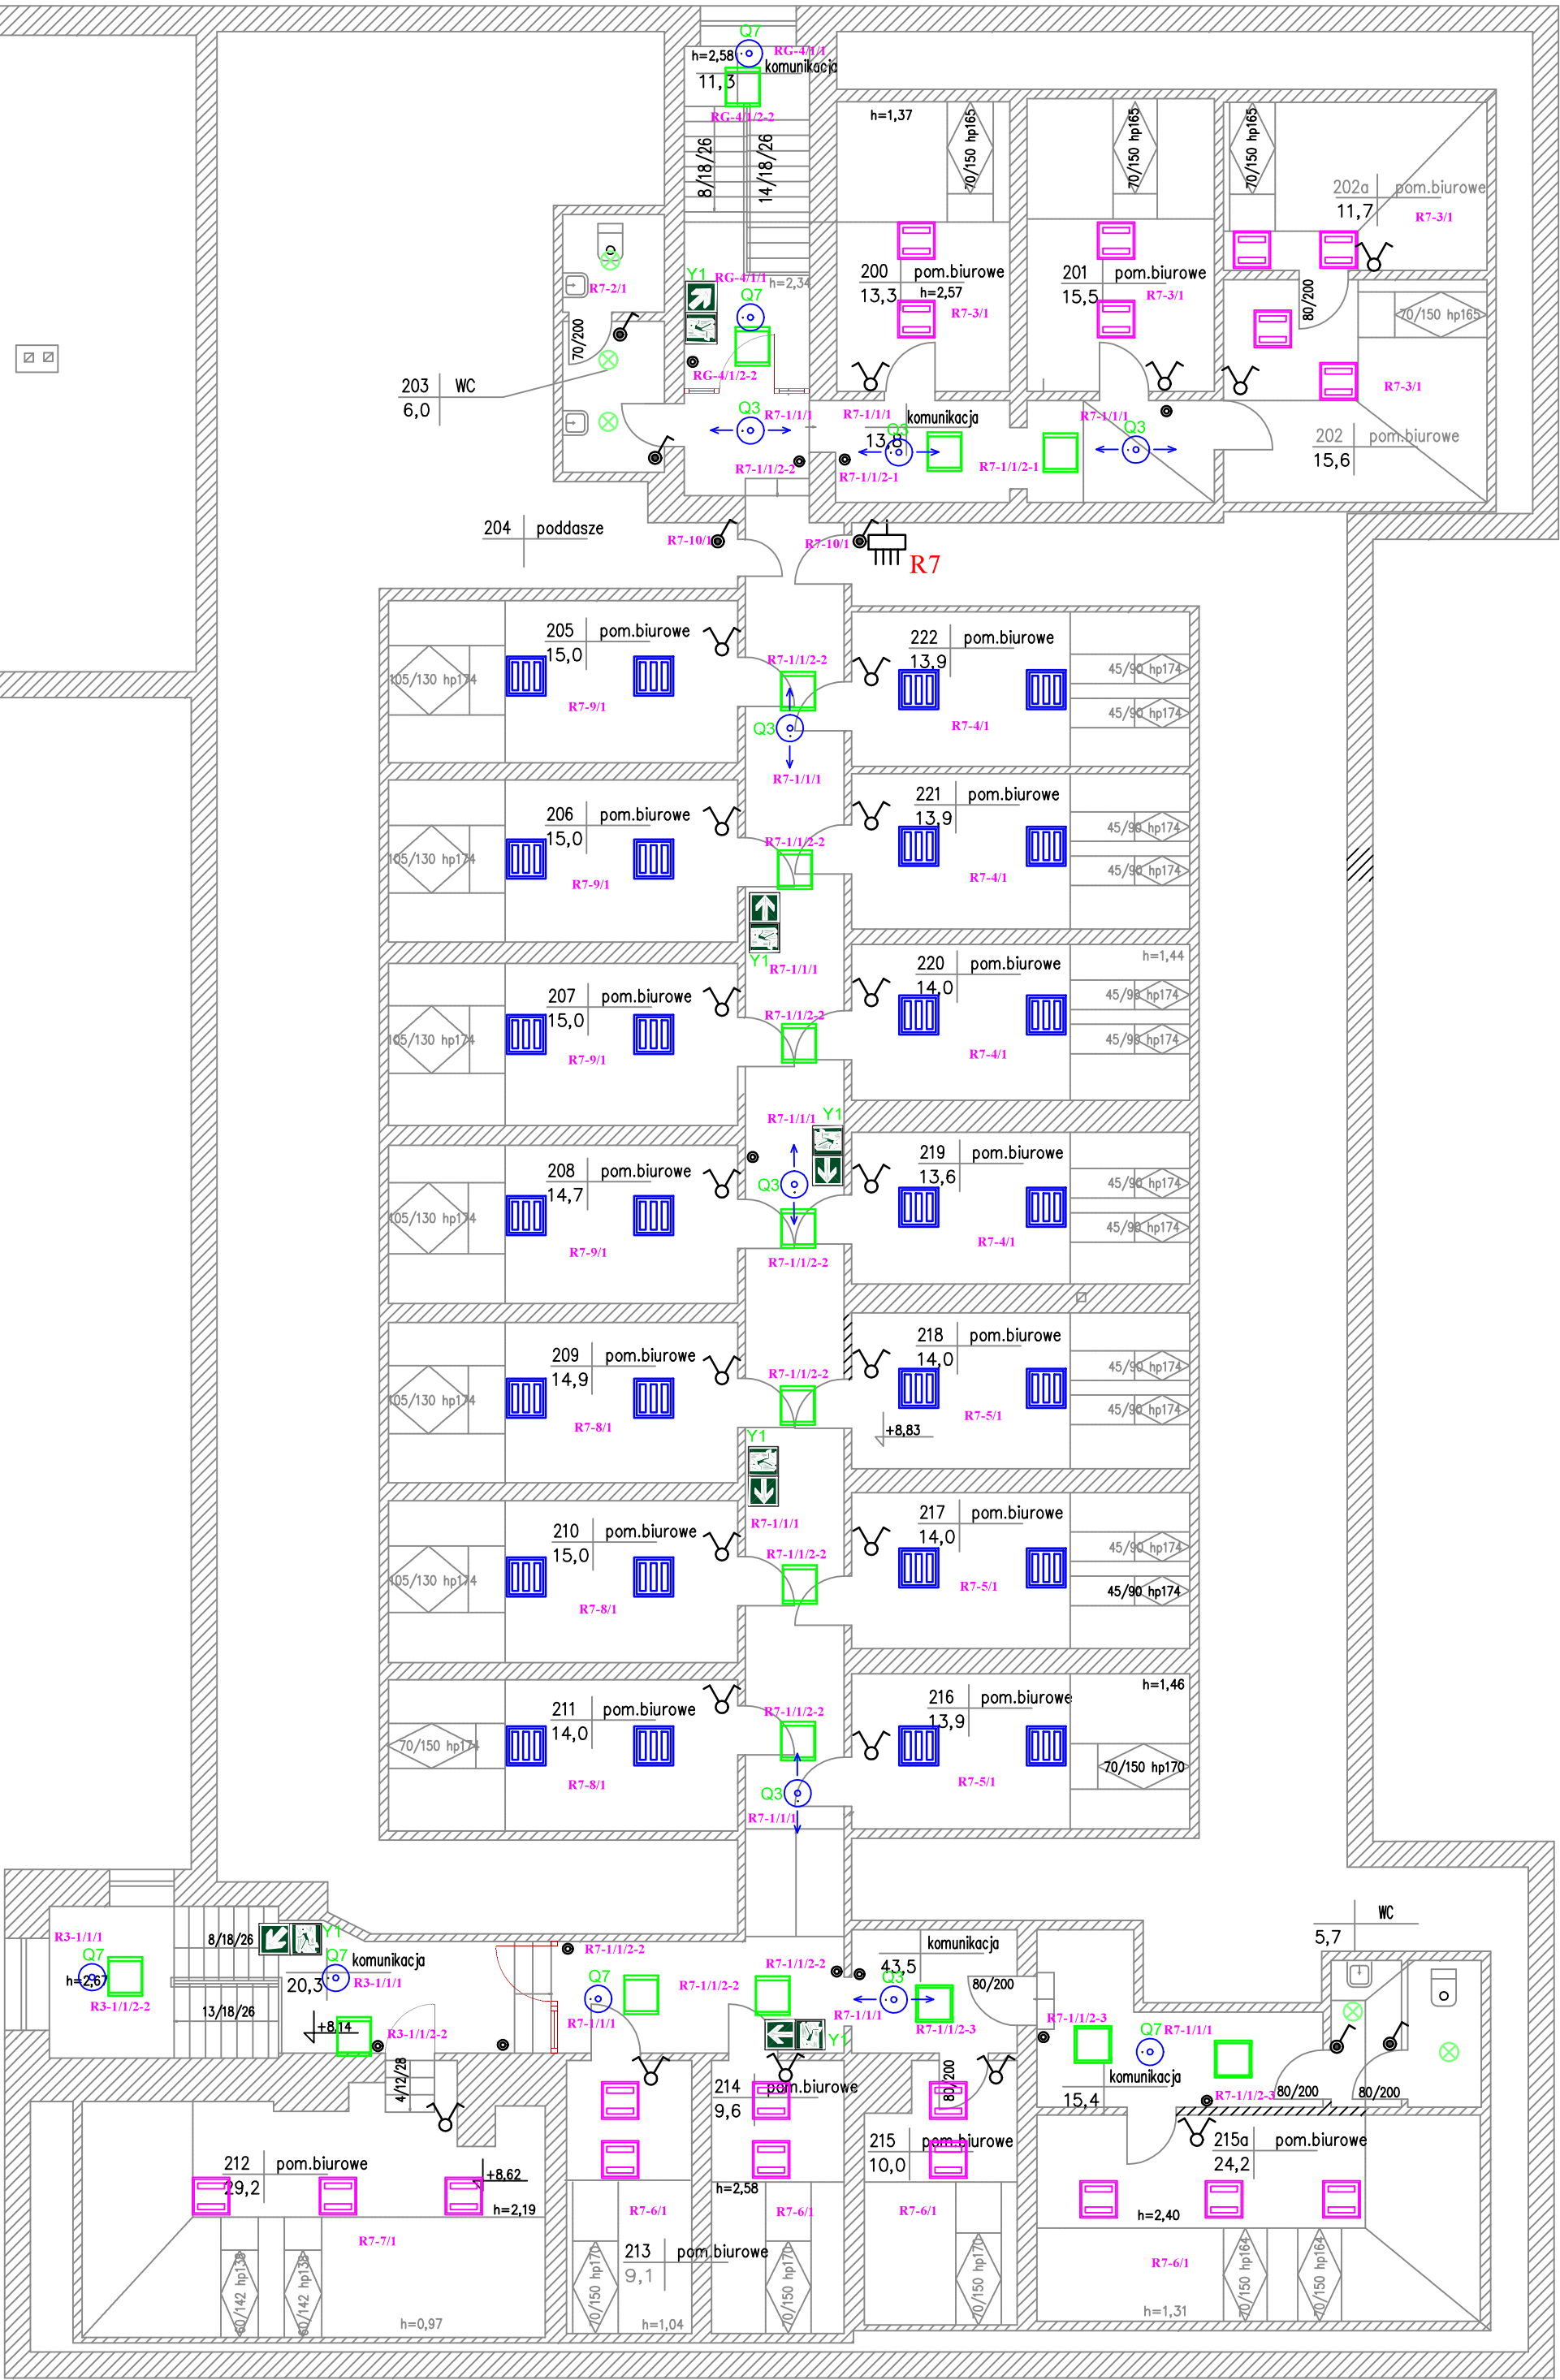 Q7
RG-4/1/1
h=2,58
komunikacja
11,3
RG-4/1/2-2
8/18/26
14/18/26
h=1,37
70/150 hp165
70/150 hp165
70/150 hp165
202a pom.biurowe
11,7
R7-3/1
Y1
RG-4/1/1
h=2,34
Q7
RG-4/1/2-2
R7-2/1
70/200
203 WC
6,0
200 pom.biurowe
13,3
h=2,57
R7-3/1
201 pom.biurowe
15,5
R7-3/1
80/200
70/150 hp165
R7-3/1
202 pom.biurowe
15,6
Q3
R7-1/1/1
R7-1/1/2-2
R7-1/1/1
komunikacja
13,8
Q3
R7-1/1/2-1
R7-1/1/2-1
R7-1/1/1
Q3
204 poddasze
R7-10/1
R7-10/1
R7
205 pom.biurowe
15,0
105/130 hp174
R7-9/1
R7-1/1/2-2
Q3
R7-1/1/1
222 pom.biurowe
13,9
45/90 hp174
45/90 hp174
R7-4/1
206 pom.biurowe
15,0
105/130 hp174
R7-9/1
R7-1/1/2-2
221 pom.biurowe
13,9
45/90 hp174
45/90 hp174
R7-4/1
Y1
R7-1/1/1
207 pom.biurowe
15,0
105/130 hp174
R7-9/1
R7-1/1/2-2
220 pom.biurowe
14,0
h=1,44
45/90 hp174
45/90 hp174
R7-4/1
R7-1/1/1
Y1
208 pom.biurowe
14,7
105/130 hp174
R7-9/1
Q3
R7-1/1/2-2
219 pom.biurowe
13,6
45/90 hp174
45/90 hp174
R7-4/1
209 pom.biurowe
14,9
105/130 hp174
R7-8/1
R7-1/1/2-2
218 pom.biurowe
14,0
45/90 hp174
45/90 hp174
R7-5/1
+8,83
Y1
R7-1/1/1
210 pom.biurowe
15,0
105/130 hp174
R7-8/1
R7-1/1/2-2
217 pom.biurowe
14,0
45/90 hp174
45/90 hp174
R7-5/1
211 pom.biurowe
14,0
70/150 hp174
R7-8/1
R7-1/1/2-2
Q3
R7-1/1/1
216 pom.biurowe
13,9
h=1,46
70/150 hp170
R7-5/1
R3-1/1/1
Q7
h=2,67
R3-1/1/2-2
8/18/26
13/18/26
Y1
Q7
komunikacja
20,3
R3-1/1/1
+8,14
R3-1/1/2-2
4/12/28
R7-1/1/2-2
Q7
R7-1/1/1
R7-1/1/2-2
R7-1/1/2-2
Y1
R7-1/1/1
komunikacja
43,5
Q3
R7-1/1/2-3
80/200
80/200
WC
5,7
R7-1/1/2-3
Q7
R7-1/1/1
komunikacja
15,4
R7-1/1/2-3
80/200
80/200
212 pom.biurowe
29,2
+8,62
h=2,19
R7-7/1
60/142 hp138
60/142 hp138
h=0,97
R7-6/1
213 pom.biurowe
9,1
70/150 hp170
h=1,04
214 pom.biurowe
9,6
h=2,58
R7-6/1
70/150 hp170
215 pom.biurowe
10,0
R7-6/1
70/150 hp170
215a pom.biurowe
24,2
h=2,40
R7-6/1
70/150 hp164
70/150 hp164
h=1,31